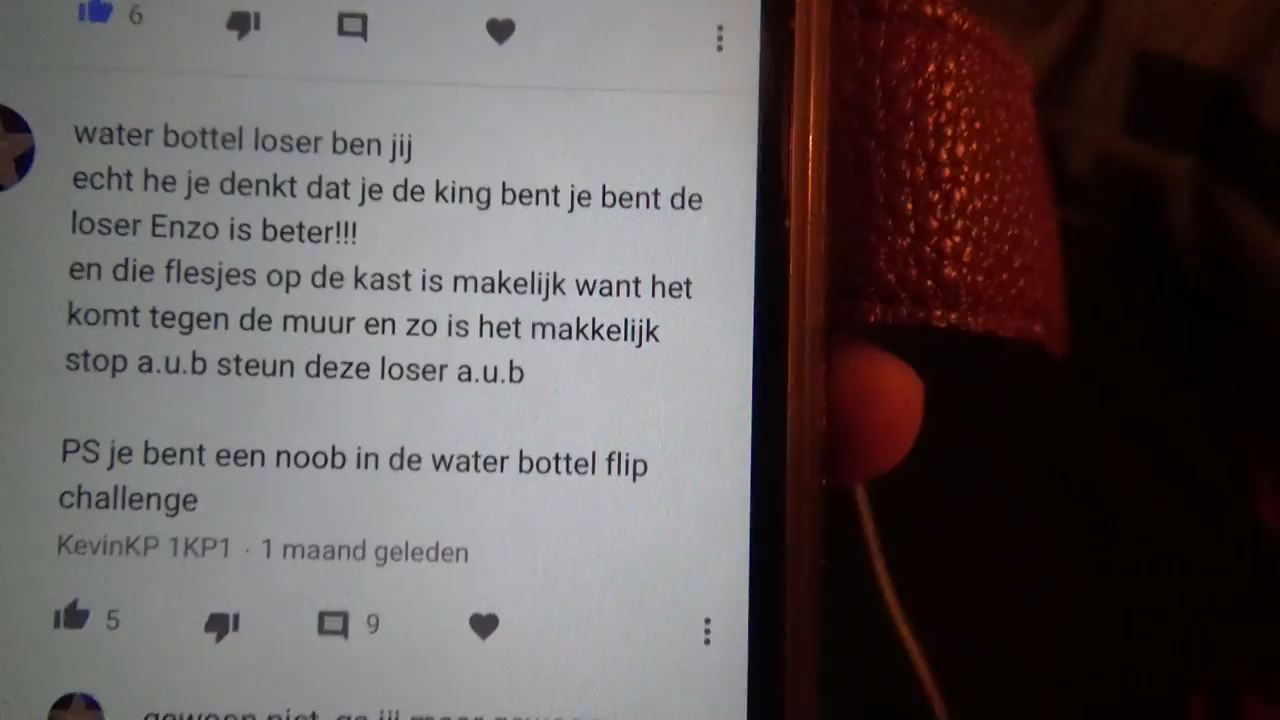 6
water bottel loser ben jij
echt he je denkt dat je de king bent je bent de
loser Enzo is beter!!!
en die flesjes op de kast is makelijk want het
komt tegen de muur en zo is het makkelijk
stop a.u.b steun deze loser a.u.b
PS je bent een noob in de water bottel flip
challenge
KevinKP 1KP1 · 1 maand geleden
5 9